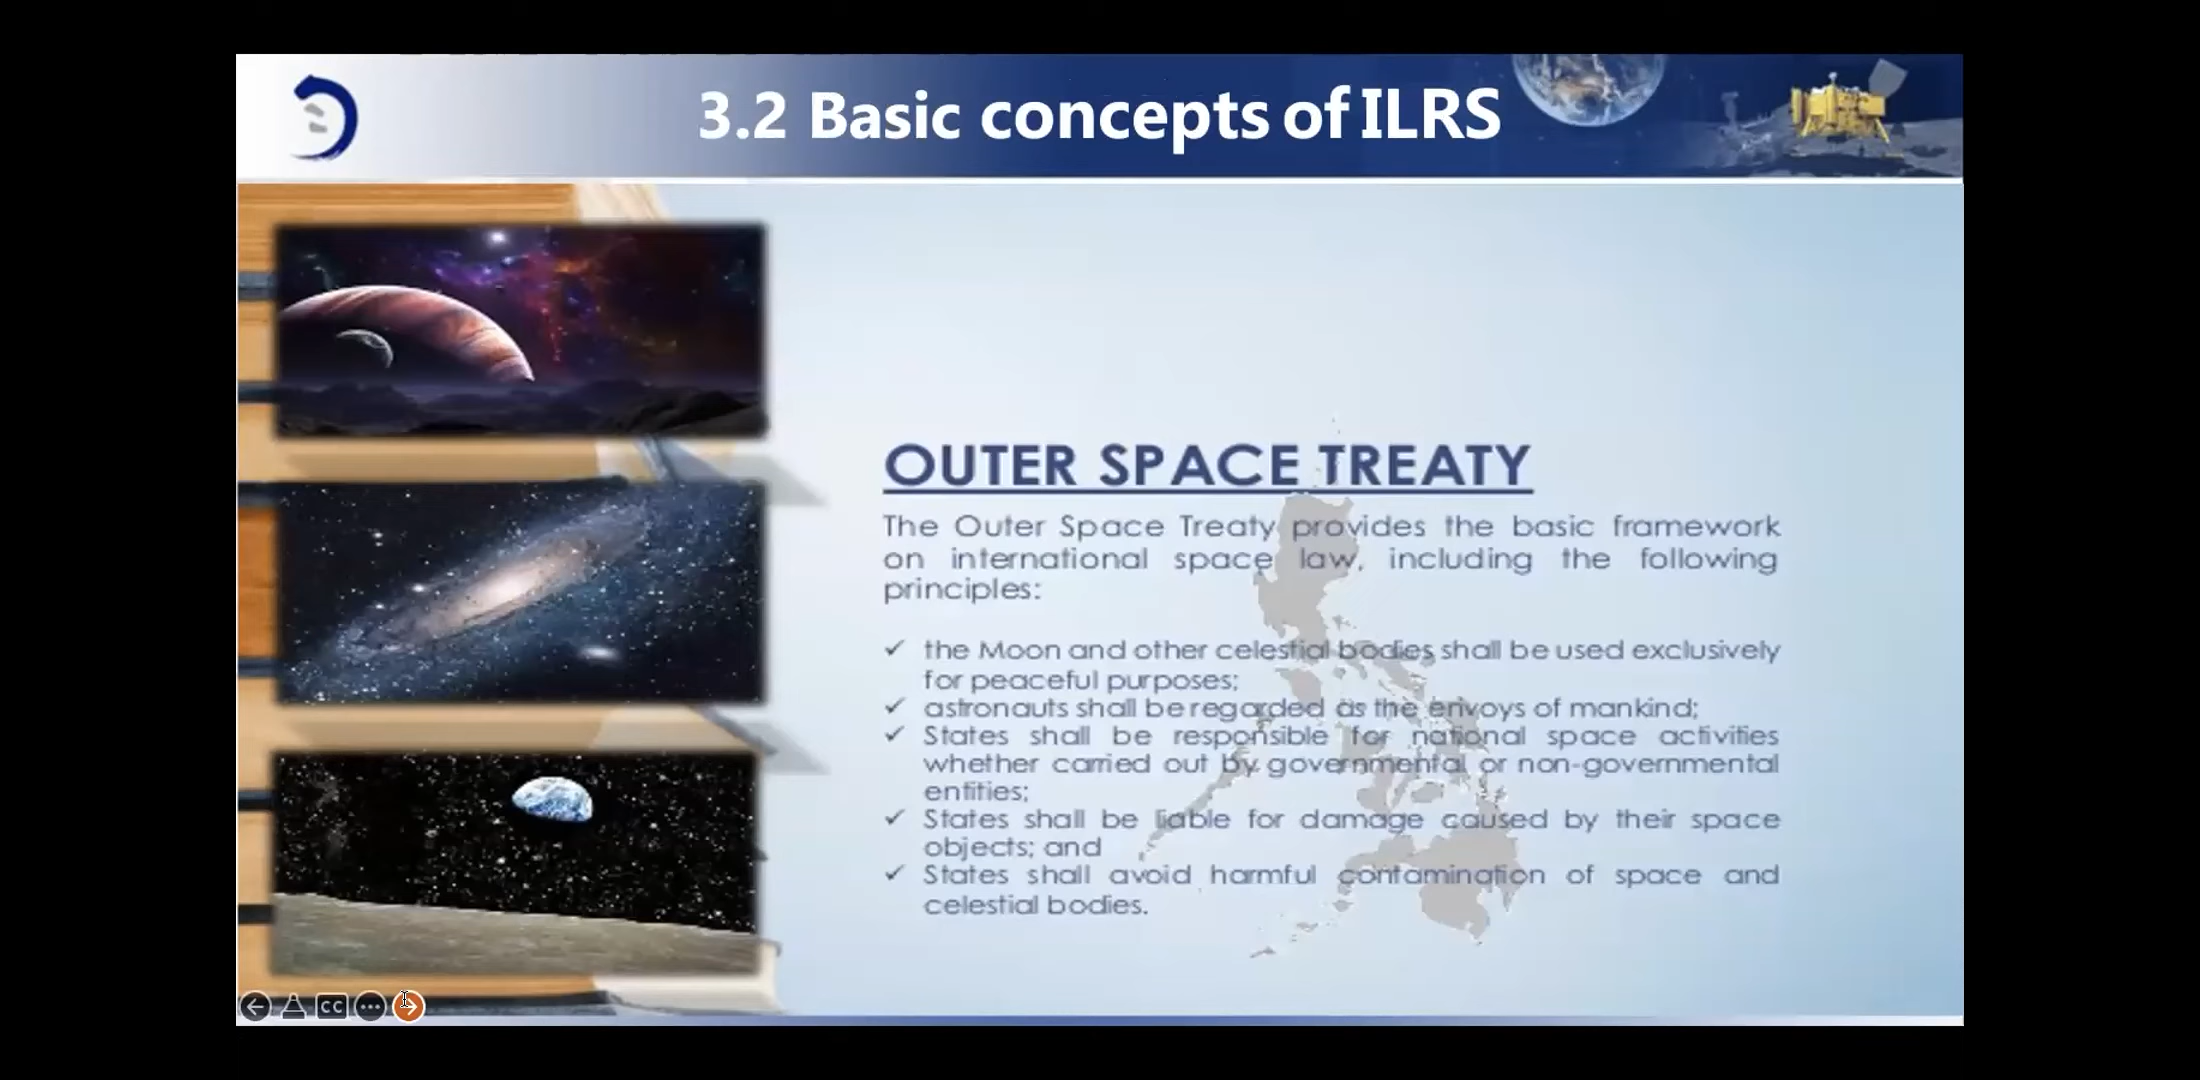 3.2 Basic concepts of ILRS
OUTER SPACE TREATY
The Outer Space Treaty provides the basic framework
on international space law, including the following
principles:
✓ the Moon and other celestial bodies shall be used exclusively
for peaceful purposes;
✓ astronauts shall be regarded as the envoys of mankind;
✓ States shall be responsible for national space activities
whether carried out by governmental or non-governmental
entities;
✓ States shall be liable for damage caused by their space
objects; and
✓ States shall avoid harmful contamination of space and
celestial bodies.
CC